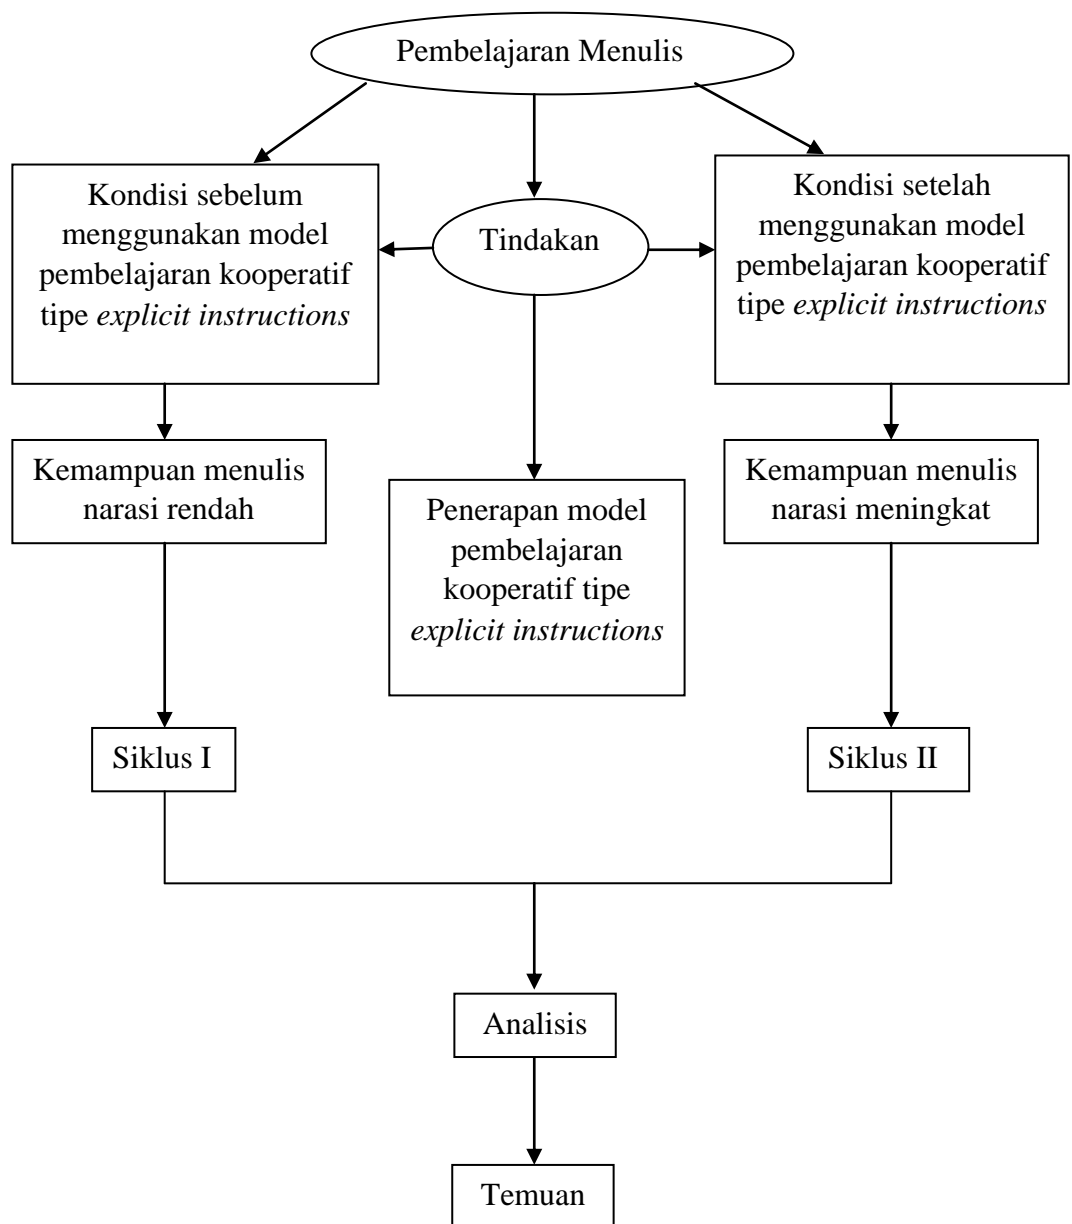 Pembelajaran Menulis
Kondisi sebelum
menggunakan model
pembelajaran kooperatif
tipe explicit instructions
Tindakan
Kondisi setelah
menggunakan model
pembelajaran kooperatif
tipe explicit instructions
Kemampuan menulis
narasi rendah
Penerapan model
pembelajaran
kooperatif tipe
explicit instructions
Kemampuan menulis
narasi meningkat
Siklus I
Siklus II
Analisis
Temuan